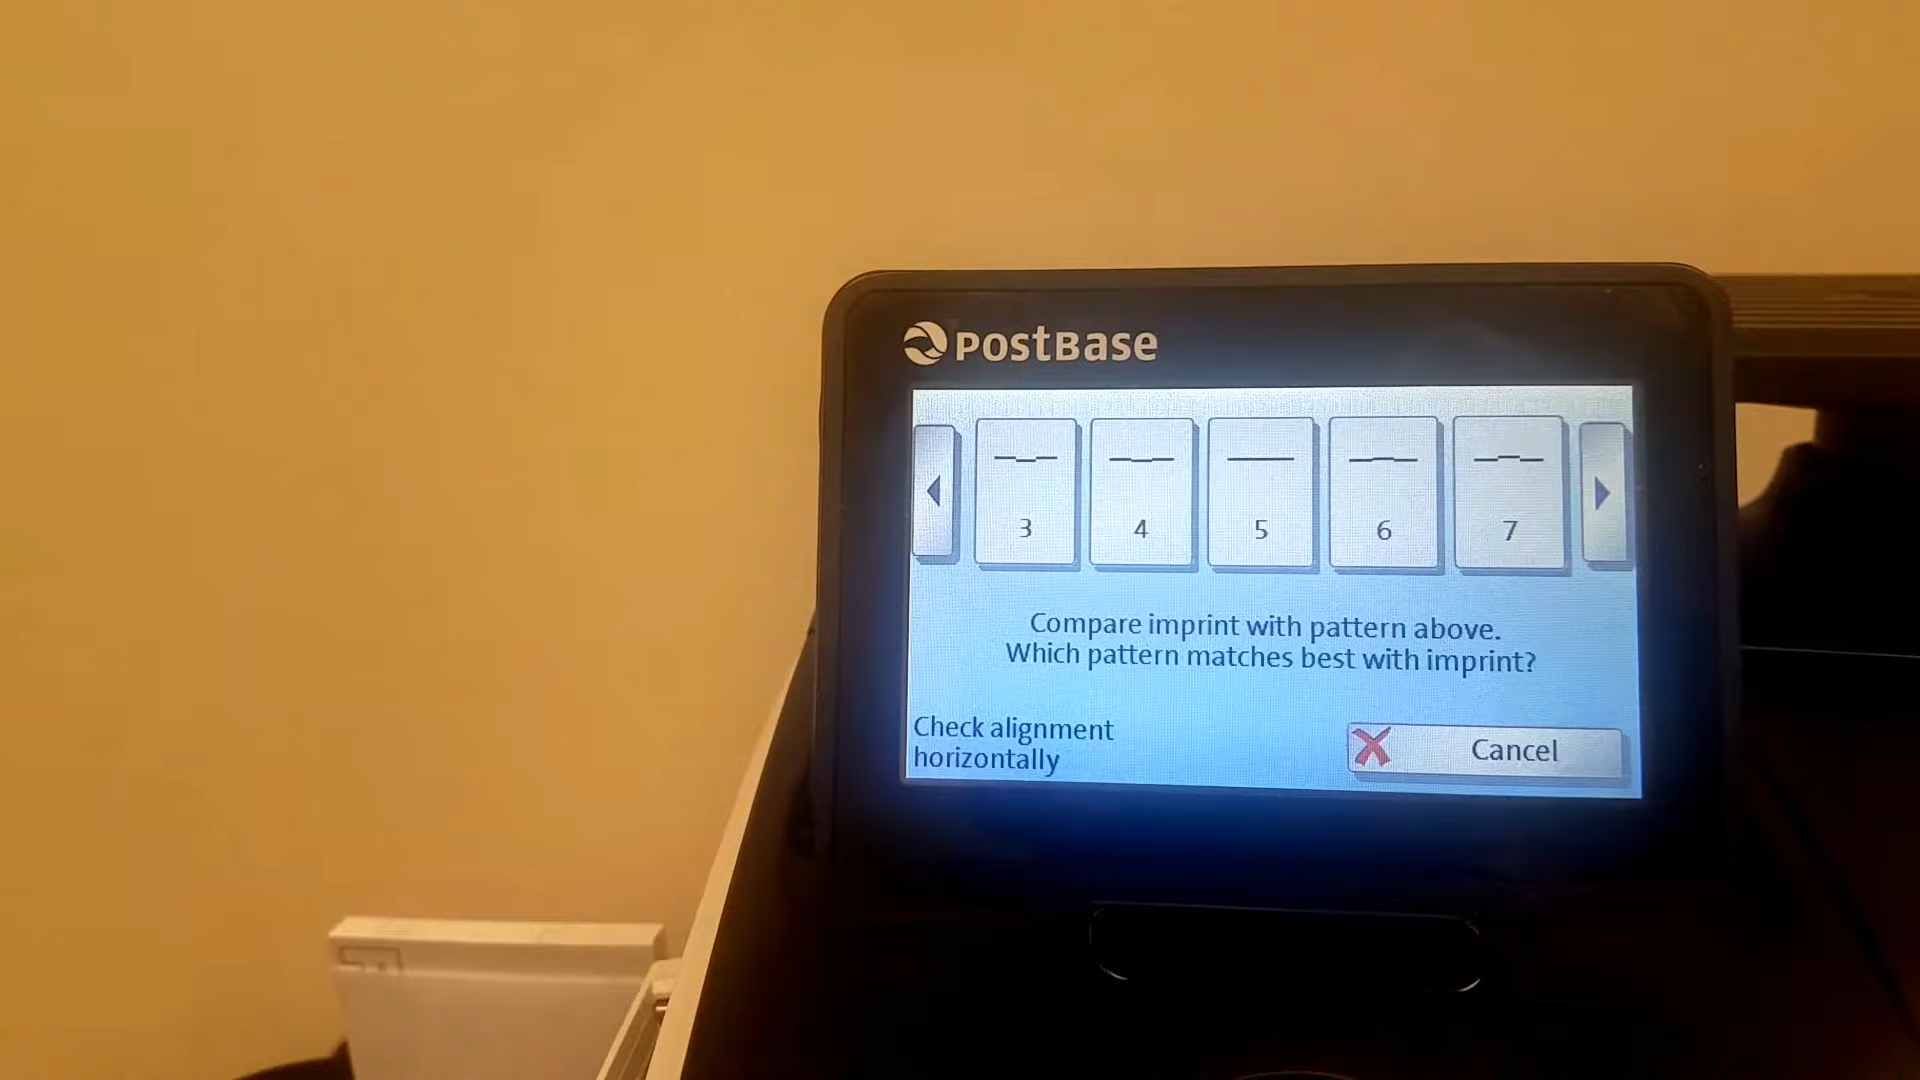 PostBase
3 4 5 6 7
Compare imprint with pattern above.
Which pattern matches best with imprint?
Check alignment
horizontally
Cancel